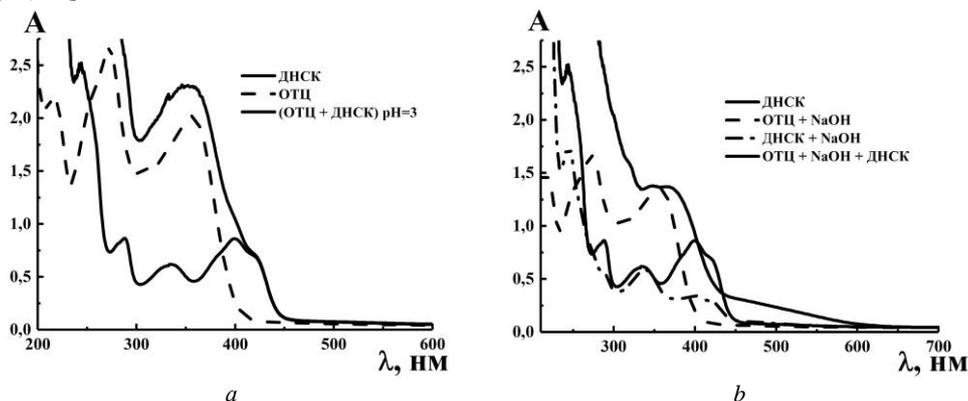 A
2,5
2,0
1,5
1,0
0,5
0,0
200
300
400
500
600
λ, нм
ДНСК
ОТЦ
(ОТЦ + ДНСК) pH=3
a
A
2,5
2,0
1,5
1,0
0,5
0,0
300
400
500
600
700
λ, нм
ДНСК
ОТЦ + NaOH
ДНСК + NaOH
ОТЦ + NaOH + ДНСК
b